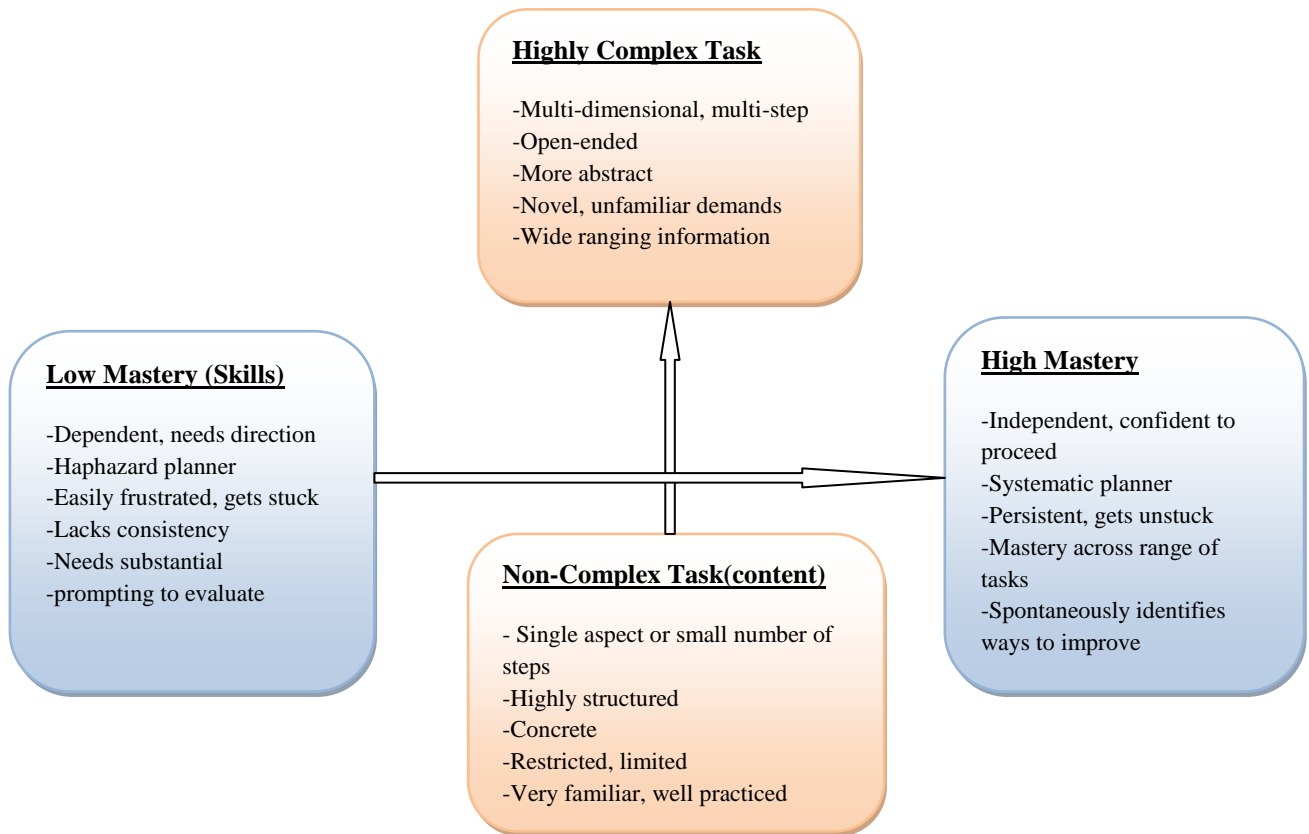 Highly Complex Task
-Multi-dimensional, multi-step
-Open-ended
-More abstract
-Novel, unfamiliar demands
-Wide ranging information
Low Mastery (Skills)
-Dependent, needs direction
-Haphazard planner
-Easily frustrated, gets stuck
-Lacks consistency
-Needs substantial
-prompting to evaluate
High Mastery
-Independent, confident to
proceed
-Systematic planner
-Persistent, gets unstuck
-Mastery across range of
tasks
-Spontaneously identifies
ways to improve
Non-Complex Task(content)
- Single aspect or small number of
steps
-Highly structured
-Concrete
-Restricted, limited
-Very familiar, well practiced